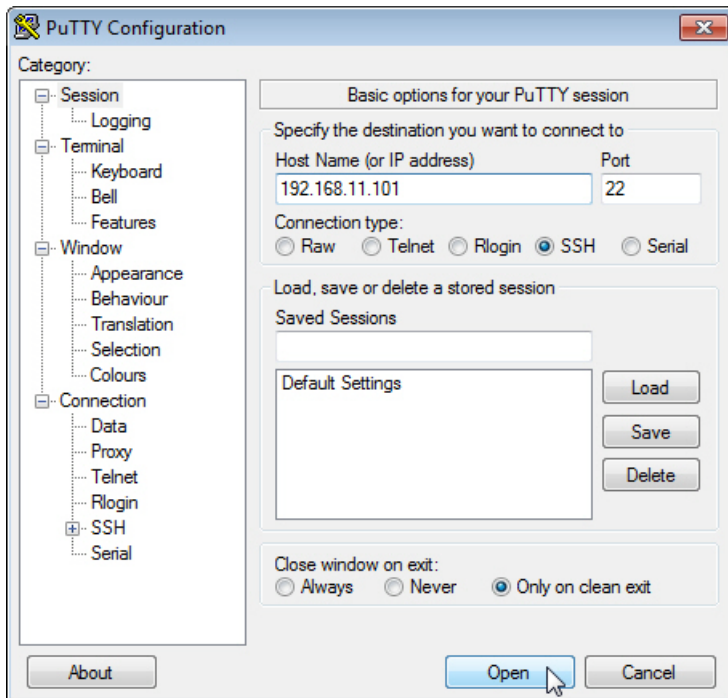 PuTTY Configuration
Category:
Session
Logging
Terminal
Keyboard
Bell
Features
Window
Appearance
Behaviour
Translation
Selection
Colours
Connection
Data
Proxy
Telnet
Rlogin
SSH
Serial
Basic options for your PuTTY session
Specify the destination you want to connect to
Host Name (or IP address) Port
192.168.11.101 22
Connection type:
Raw Telnet Rlogin SSH Serial
Load, save or delete a stored session
Saved Sessions
Default Settings
Load
Save
Delete
Close window on exit:
Always Never Only on clean exit
About Open Cancel